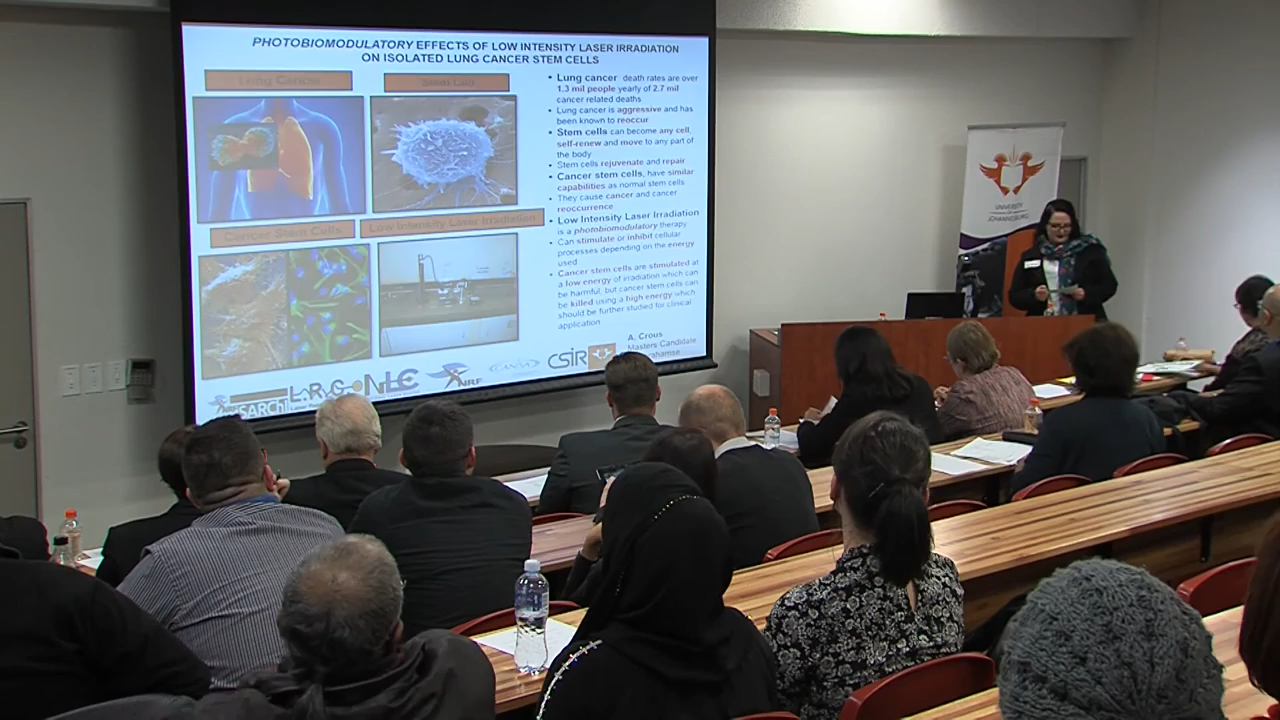 PHOTOBIOMODULATORY EFFECTS OF LOW INTENSITY LASER IRRADIATION
ON ISOLATED LUNG CANCER STEM CELLS
Lung Cancer
Stem Cell
Cancer Stem Cells
Low Intensity Laser Irradiation
• Lung cancer death rates are over
1.3 mil people yearly of 2.7 mil
cancer related deaths
• Lung cancer is aggressive and has
been known to reoccur
• Stem cells can become any cell,
self-renew and move to any part of
the body
• Stem cells rejuvenate and repair
• Cancer stem cells, have similar
capabilities as normal stem cells
• They cause cancer and cancer
reoccurrence
• Low Intensity Laser Irradiation
is a photobiomodulatory therapy
• Can stimulate or inhibit cellular
processes depending on the energy
used
• Cancer stem cells are stimulated at
a low energy of irradiation which can
be harmful, but cancer stem cells can
be killed using a high energy which
should be further studied for clinical
application
A. Crous
Masters Candidate
NLC
NRF
CSIR
UNIVERSITY
OF
JOHANNESBURG